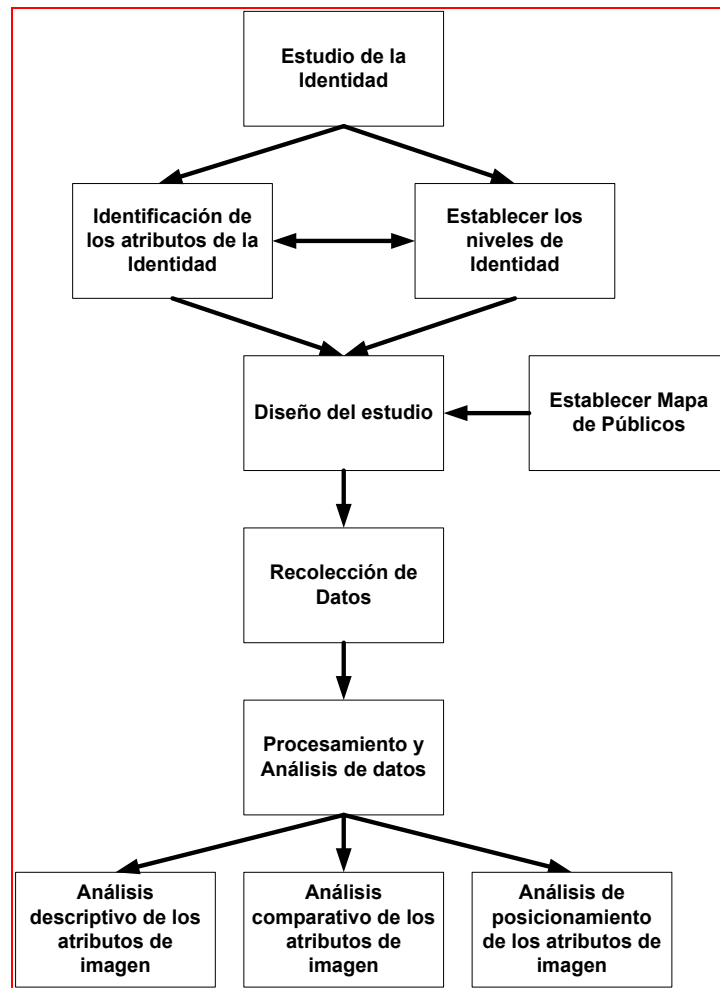 Estudio de la
Identidad
Identificación de
los atributos de la
Identidad
Establecer los
niveles de
Identidad
Diseño del estudio
Establecer Mapa
de Públicos
Recolección de
Datos
Procesamiento y
Análisis de datos
Análisis
descriptivo de los
atributos de
imagen
Análisis
comparativo de los
atributos de
imagen
Análisis de
posicionamiento
de los atributos de
imagen